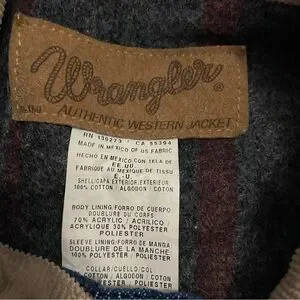 Wrangler
®
AUTHENTIC WESTERN JACKET
RN 130273 CA 55394
MADE IN MEXICO OF US FABRIC
HECHO EN MEXICO CON TELA DE
EE.UU.
FABRIQUÉ AU MEXIQUE DE TISSU
E.-U.
SHELL/CAPA EXTERIOR/EXTERIEUR
100% COTTON / ALGODON / COTON
BODY LINING/FORRO DE CUERPO
DOUBLURE DU CORPS
70% ACRYLIC / ACRILICO
ACRYLIQUE 30% POLYESTER
POLIESTER
SLEEVE LINING/FORRO DE MANGA
DOUBLURE DE LA MANCHE
100% POLYESTER / POLIESTER
COLLAR/CUELLO/COL
100% COTTON / ALGODON / COTON